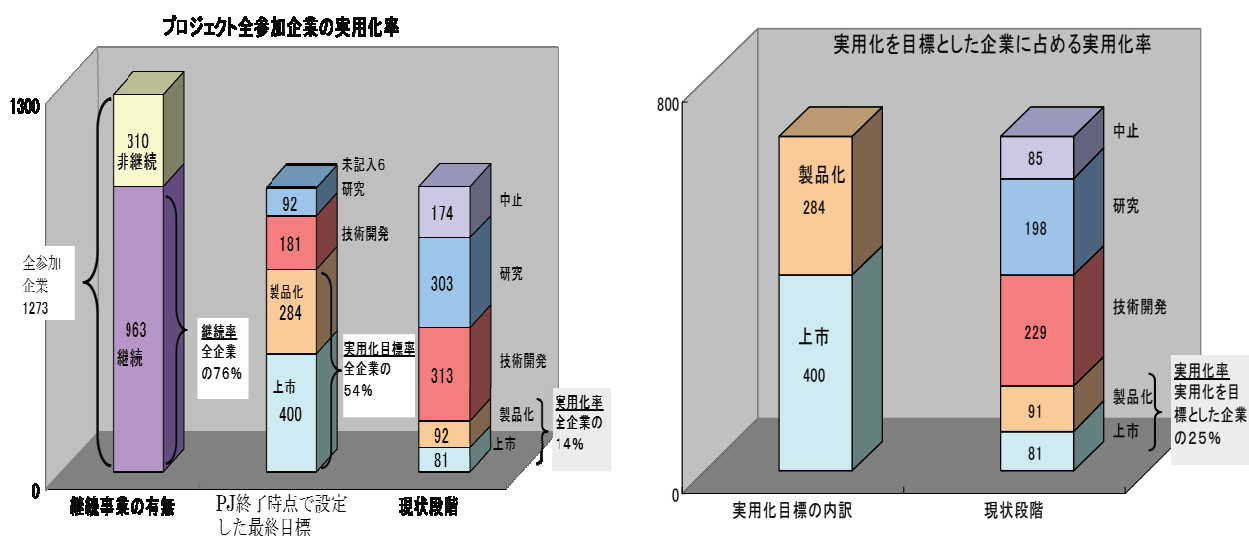 プロジェクト全参加企業の実用化率
1300
0
310
非継続
963
継続
全参加
企業
1273
継続率
全企業
の76%
未記入6
研究
92
技術開発
181
製品化
284
上市
400
実用化目標率
全企業の
54%
中止
174
研究
303
技術開発
313
製品化
92
上市
81
実用化率
全企業の
14%
継続事業の有無
PJ終了時点で設定
した最終目標
現状段階
実用化を目標とした企業に占める実用化率
800
0
製品化
284
上市
400
中止
85
研究
198
技術開発
229
製品化
91
上市
81
実用化率
実用化を目
標とした企業
の25%
実用化目標の内訳
現状段階